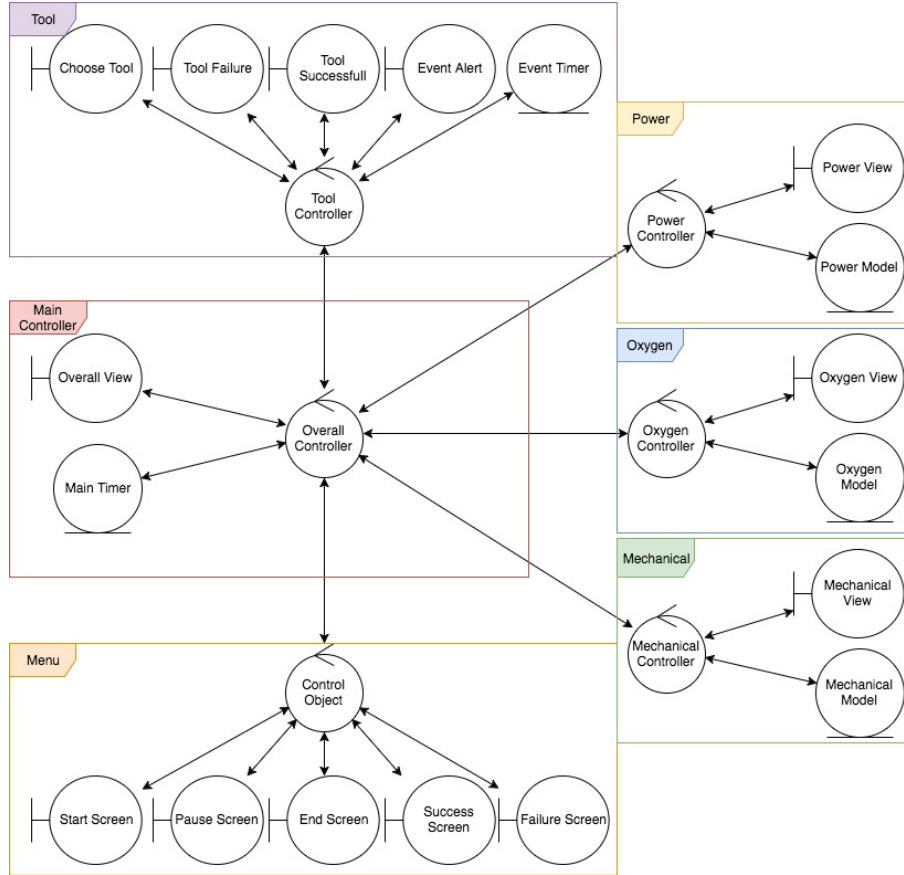 Tool
Choose Tool
Tool Failure
Tool
Successfull
Event Alert
Event Timer
Tool
Controller
Power
Power View
Power
Controller
Power Model
Main
Controller
Overall View
Overall
Controller
Main Timer
Oxygen
Oxygen View
Oxygen
Controller
Oxygen
Model
Mechanical
Mechanical
View
Mechanical
Controller
Mechanical
Model
Menu
Control
Object
Start Screen
Pause Screen
End Screen
Success
Screen
Failure Screen